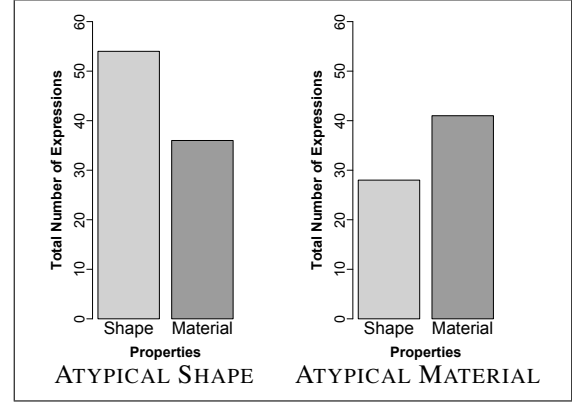 Total Number of Expressions
0 10 20 30 40 50 60
Shape Material
Properties
ATYPICAL SHAPE
Total Number of Expressions
0 10 20 30 40 50 60
Shape Material
Properties
ATYPICAL MATERIAL